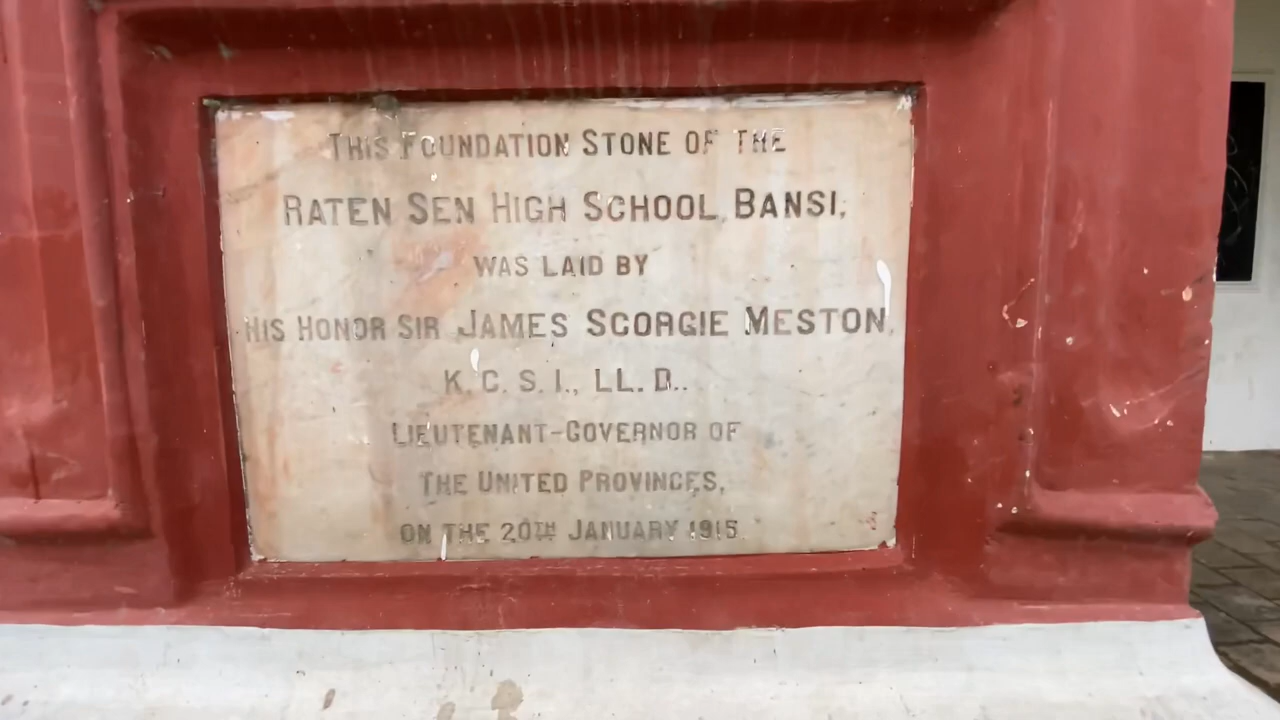 THIS FOUNDATION STONE OF THE
RATEN SEN HIGH SCHOOL, BANSI,
WAS LAID BY
HIS HONOR SIR JAMES SCORGIE MESTON,
K. C. S. I., LL. D..
LIEUTENANT-GOVERNOR OF
THE UNITED PROVINCES,
ON THE 20TH JANUARY 1915.